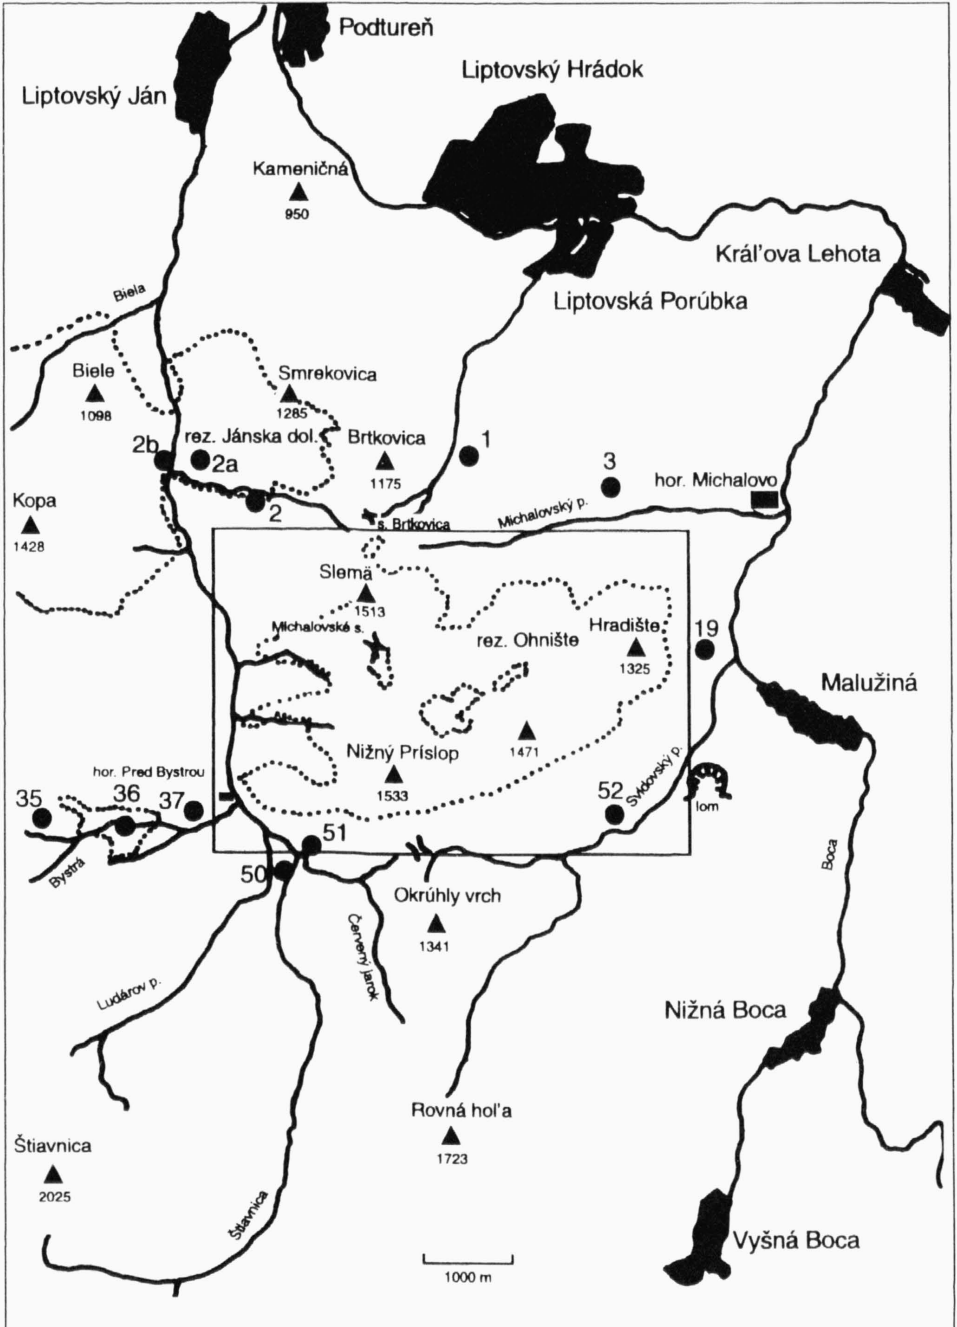 Podtureň
Liptovský Hrádok
Liptovský Ján
Kameničná
950
Kráľova Lehota
Biela
Liptovská Porúbka
Biele
1098
Smrekovica
1285
2b
rez. Jánska dol.
2a
Brtkovica
1175
1
3
hor. Michalovo
Kopa
1428
2
s. Brtkovica
Michalovský p.
Slemä
1513
Michalovské s.
rez. Ohnište
Hradište
1325
19
Malužiná
1471
Nižný Príslop
1533
hor. Pred Bystrou
35
36
37
52
Svidovský p.
lom
51
50
Bystrá
Boca
Okrúhly vrch
1341
Červený jarok
Ludárov p.
Nižná Boca
Rovná hoľa
1723
Štiavnica
2025
Štiavnica
Vyšná Boca
1000 m